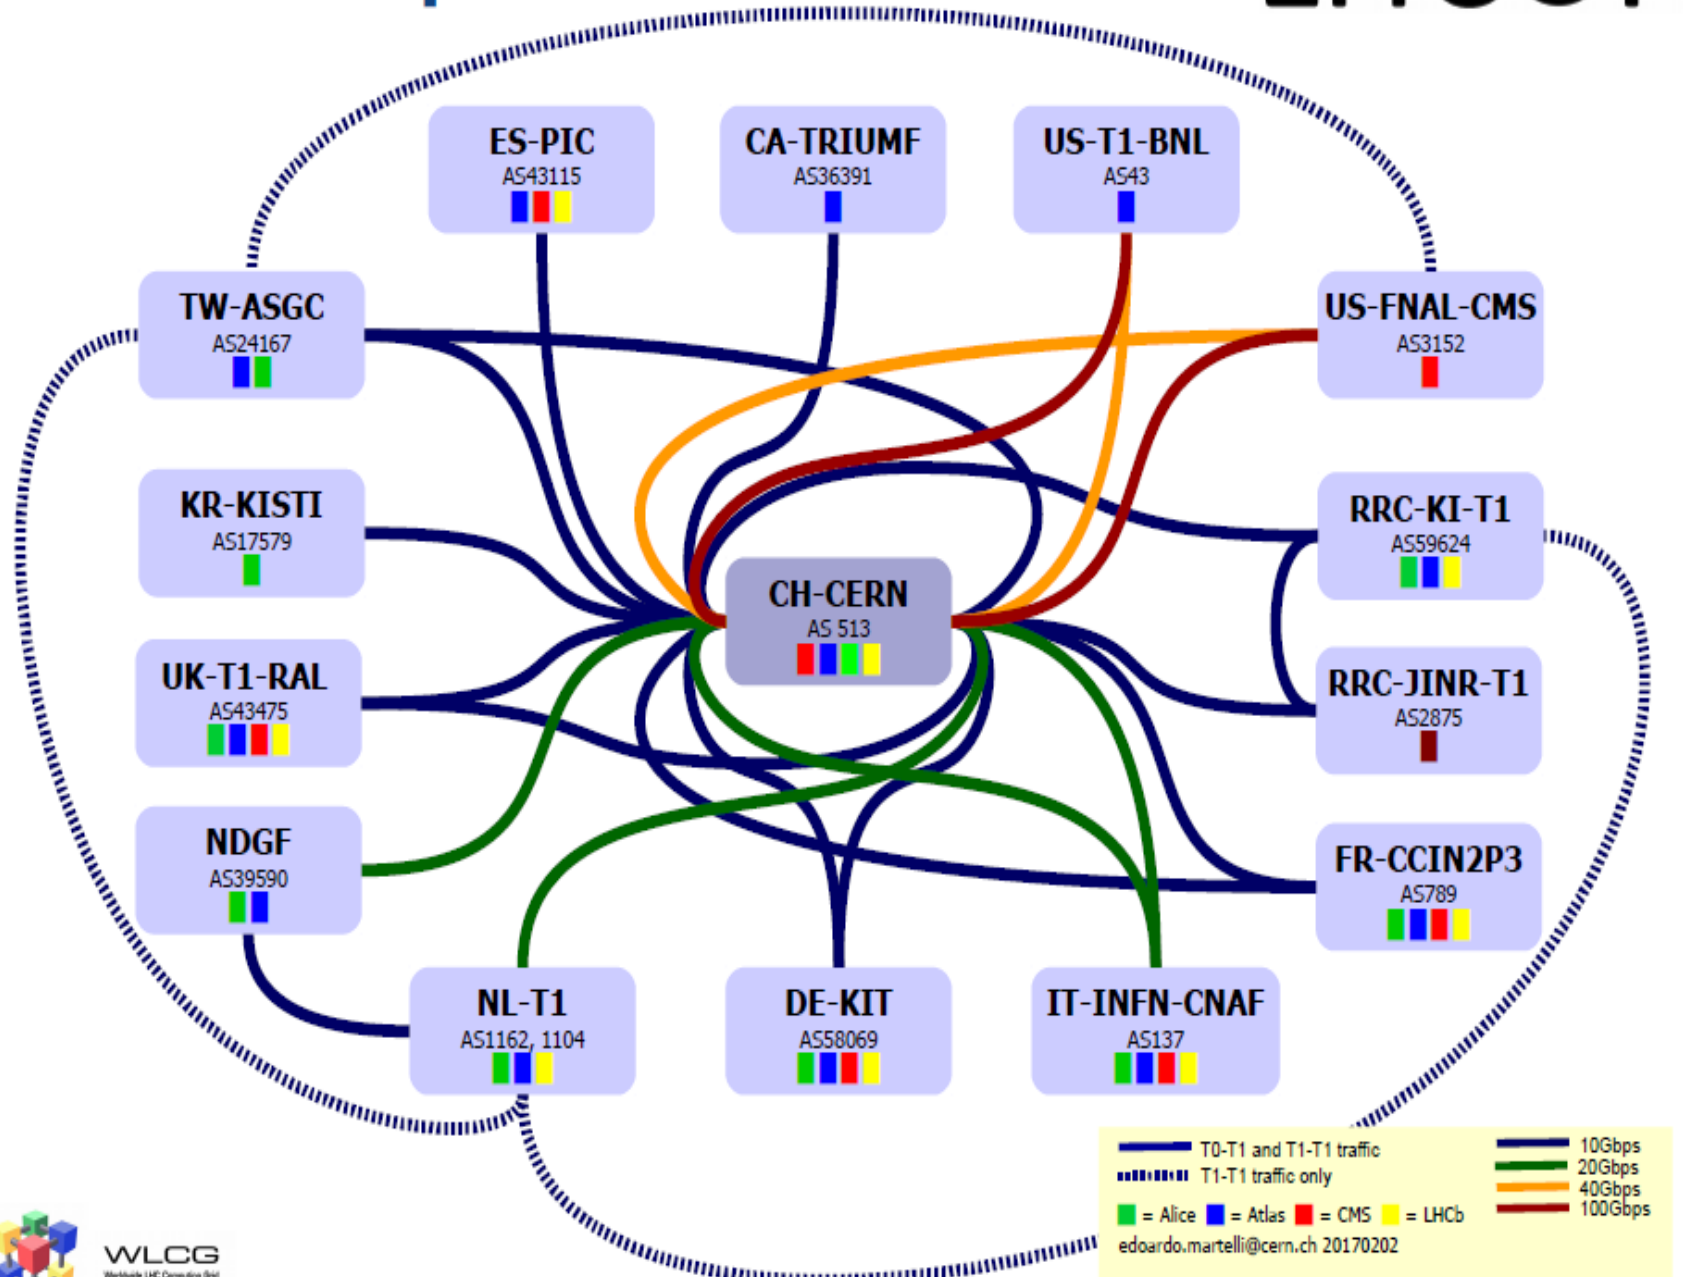 ES-PIC
AS43115
CA-TRIUMF
AS36391
US-T1-BNL
AS43
TW-ASGC
AS24167
US-FNAL-CMS
AS3152
KR-KISTI
AS17579
RRC-KI-T1
AS59624
CH-CERN
AS 513
UK-T1-RAL
AS43475
RRC-JINR-T1
AS2875
NDGF
AS39590
FR-CCIN2P3
AS789
NL-T1
AS1162, 1104
DE-KIT
AS58069
IT-INFN-CNAF
AS137
T0-T1 and T1-T1 traffic
T1-T1 traffic only
10Gbps
20Gbps
40Gbps
100Gbps
= Alice = Atlas = CMS = LHCb
edoardo.martelli@cern.ch 20170202
WLCG
Worldwide LHC Computing Grid